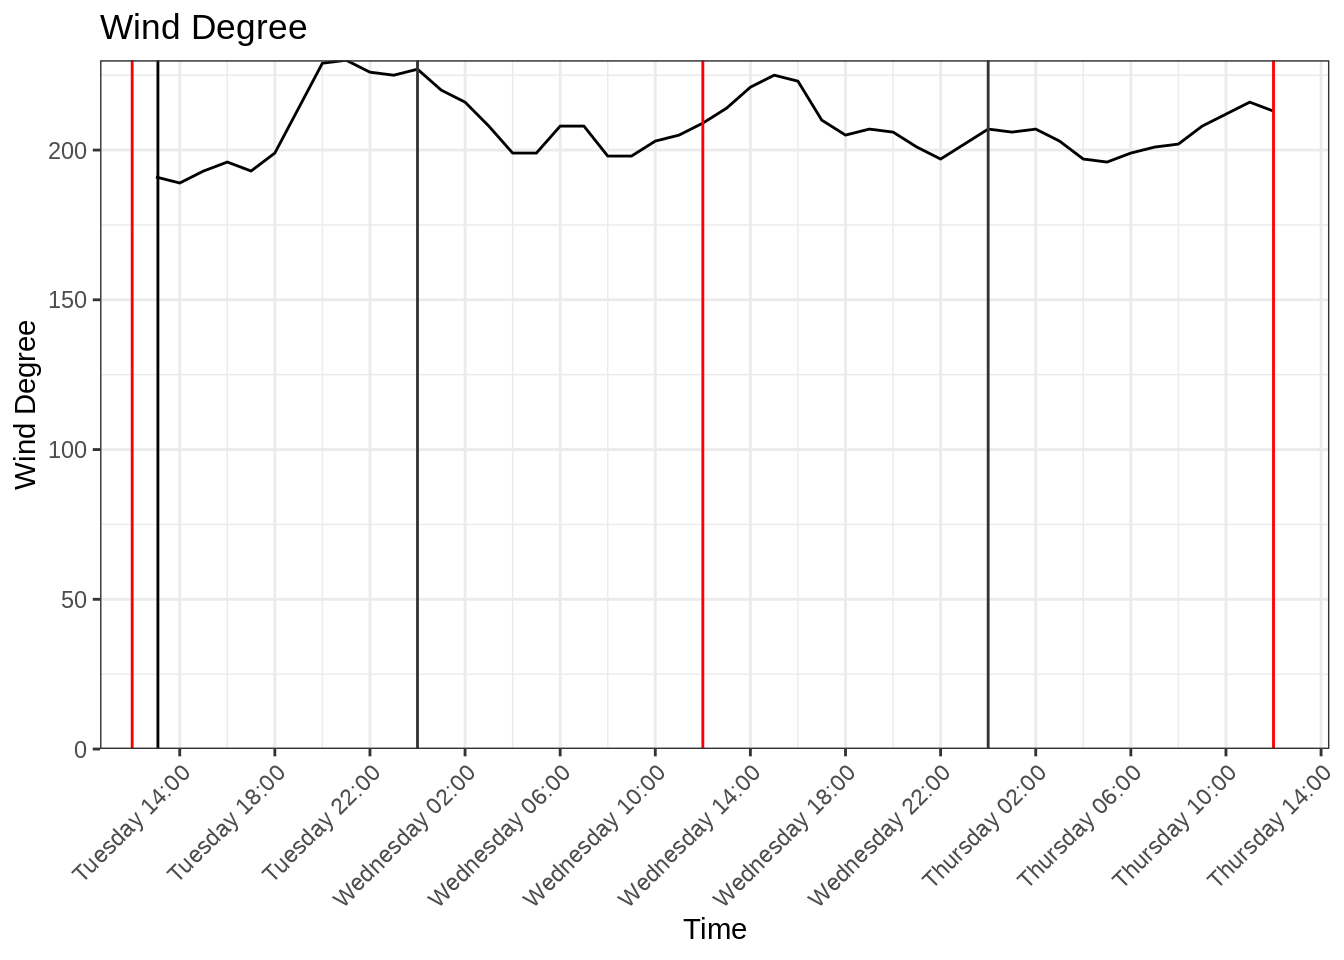 Wind Degree
Wind Degree
200
150
100
50
0
Tuesday 14:00
Tuesday 18:00
Tuesday 22:00
Wednesday 02:00
Wednesday 06:00
Wednesday 10:00
Wednesday 14:00
Wednesday 18:00
Wednesday 22:00
Thursday 02:00
Thursday 06:00
Thursday 10:00
Thursday 14:00
Time